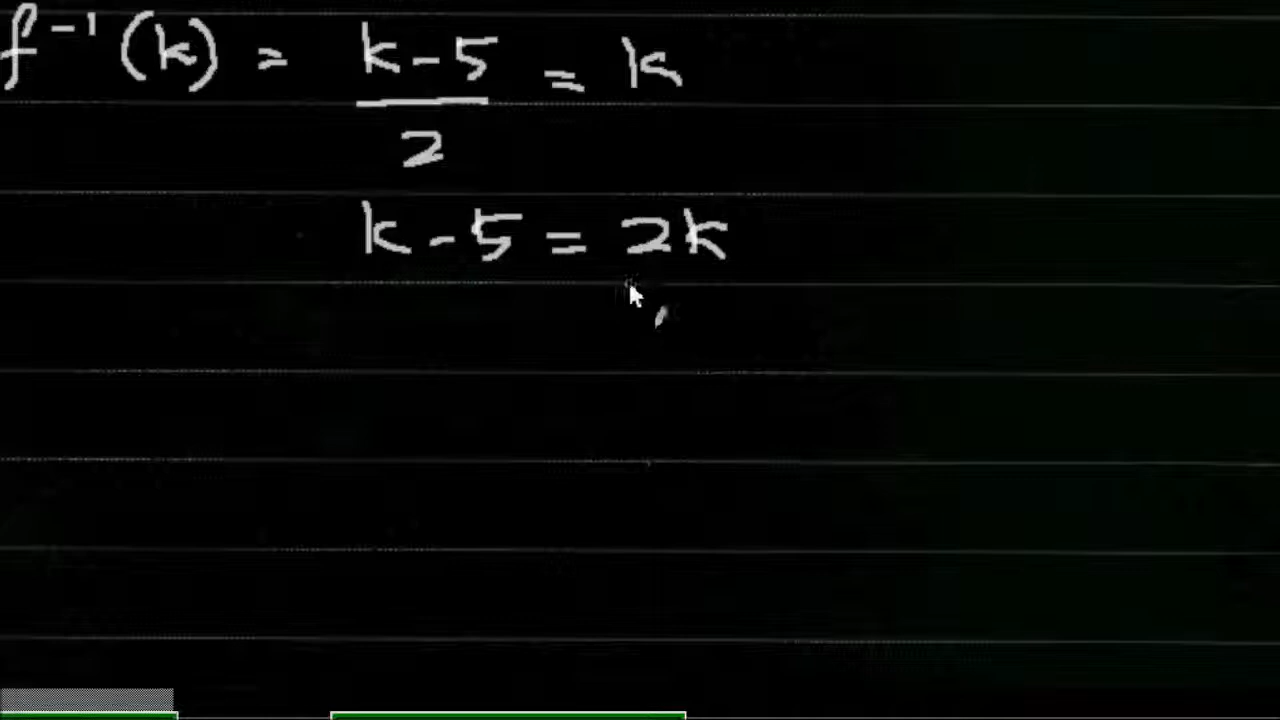 f⁻¹(k) = k-5/2 = k
k-5 = 2k